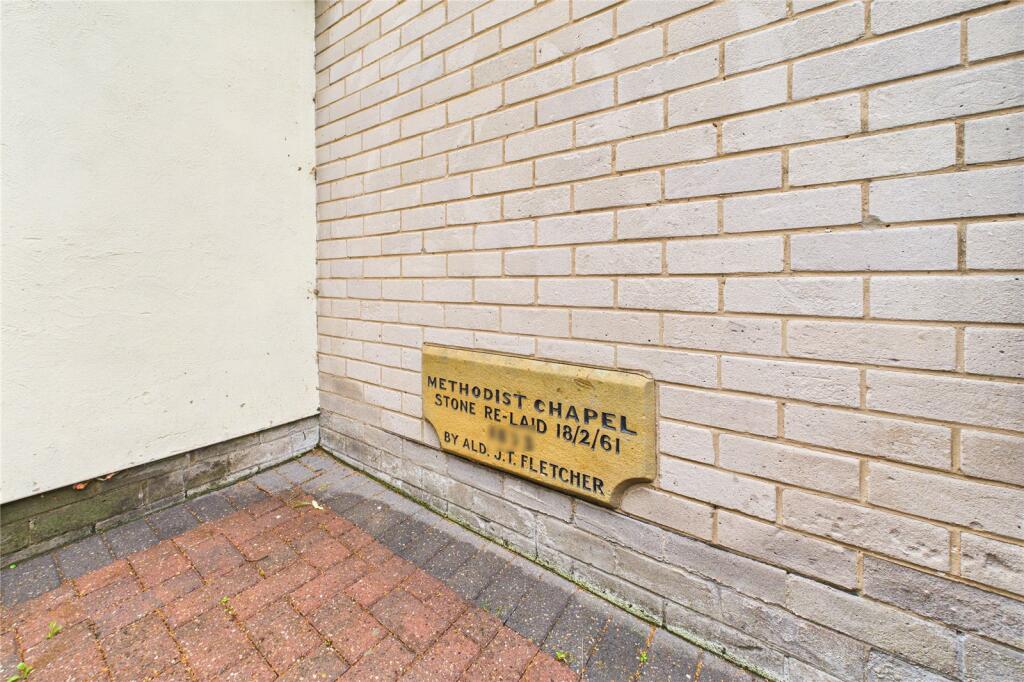 METHODIST CHAPEL
STONE RE-LAID 18/2/61
BY ALD. J.T. FLETCHER